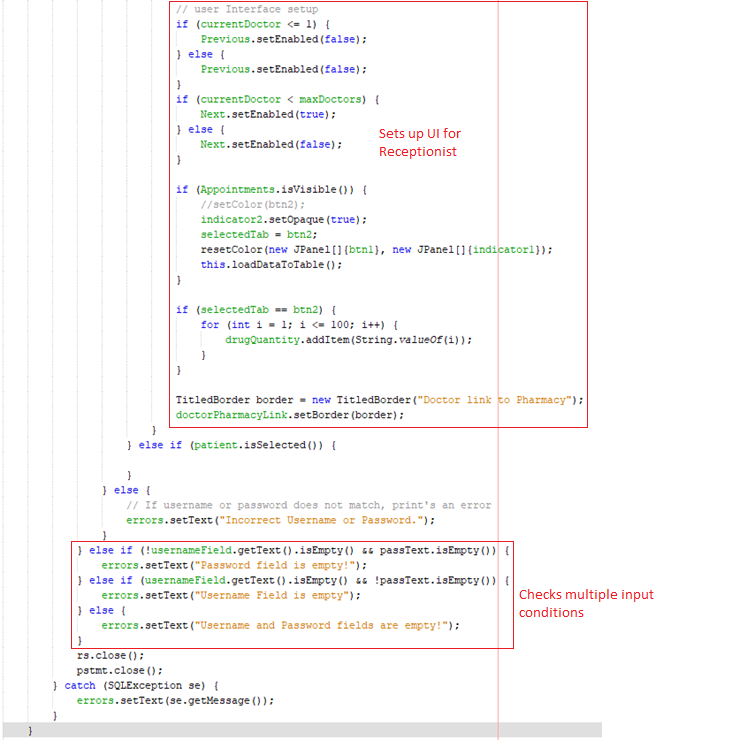 // user Interface setup
if (currentDoctor <= 1) {
Previous.setEnabled(false);
} else {
Previous.setEnabled(false);
}
if (currentDoctor < maxDoctors) {
Next.setEnabled(true);
} else {
Next.setEnabled(false);
}
Sets up UI for
Receptionist
if (Appointments.isVisible()) {
//setColor(btn2);
indicator2.setOpaque(true);
selectedTab = btn2;
resetColor(new JPanel[]{btn1}, new JPanel[]{indicator1});
this.loadDataToTable();
}
if (selectedTab == btn2) {
for (int i = 1; i <= 100; i++) {
drugQuantity.addItem(String.valueOf(i));
}
}
TitledBorder border = new TitledBorder("Doctor link to Pharmacy");
doctorPharmacyLink.setBorder(border);
}
} else if (patient.isSelected()) {
}
} else {
// If username or password does not match, print's an error
errors.setText("Incorrect Username or Password.");
}
} else if (!usernameField.getText().isEmpty() && passText.isEmpty()) {
errors.setText("Password field is empty!");
} else if (usernameField.getText().isEmpty() && !passText.isEmpty()) {
errors.setText("Username Field is empty");
} else {
errors.setText("Username and Password fields are empty!");
}
Checks multiple input
conditions
rs.close();
pstmt.close();
} catch (SQLException se) {
errors.setText(se.getMessage());
}
}